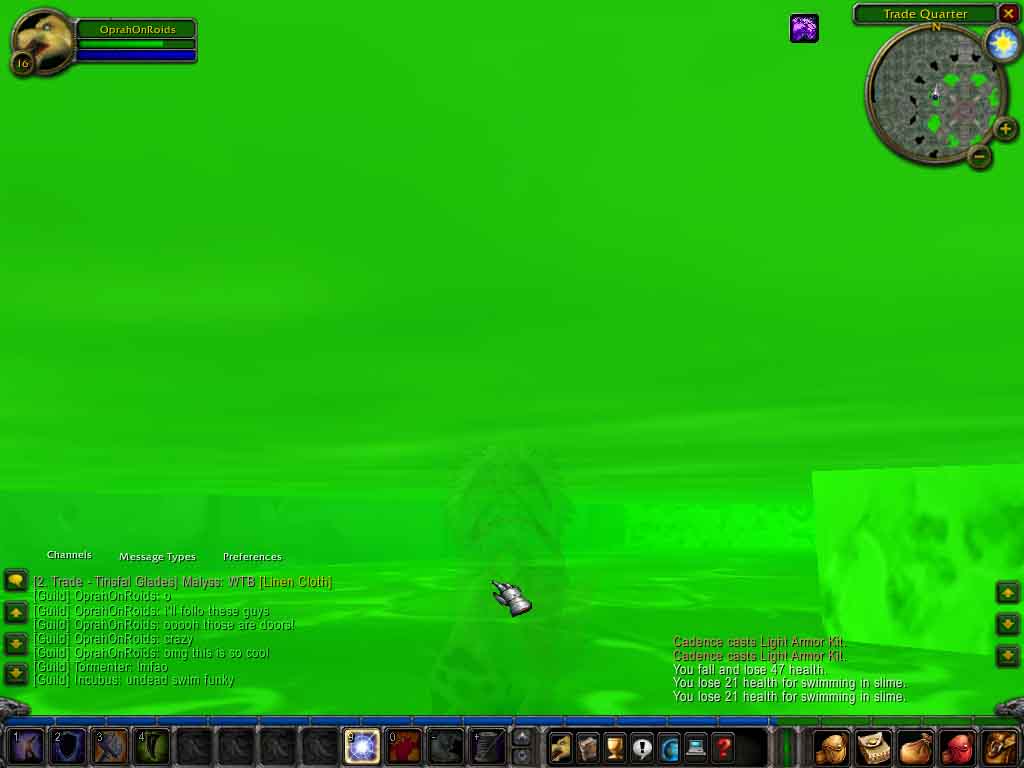 OprahOnRoids
16
Trade Quarter
N
Channels Message Types Preferences
[2. Trade - Tirisfal Glades] Malyss: WTB [Linen Cloth]
[Guild] OprahOnRoids: o
[Guild] OprahOnRoids: i'll follo these guys
[Guild] OprahOnRoids: ooooh those are doors!
[Guild] OprahOnRoids: crazy
[Guild] OprahOnRoids: omg this is so cool
[Guild] Tormenter: lmfao
[Guild] Incubus: undead swim funky
Cadence casts Light Armor Kit.
Cadence casts Light Armor Kit.
You fall and lose 47 health.
You lose 21 health for swimming in slime.
You lose 21 health for swimming in slime.
1 2 3 4 9 0 - +